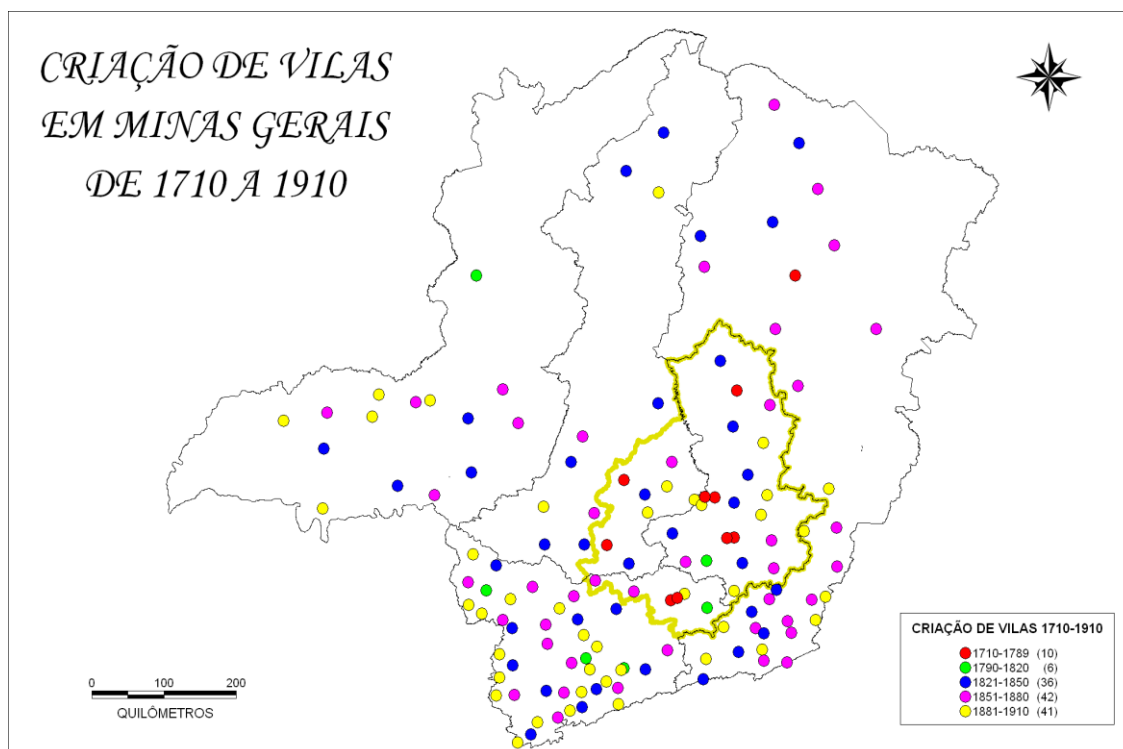 CRIAÇÃO DE VILAS
EM MINAS GERAIS
DE 1710 A 1910
0 100 200
QUILÔMETROS
CRIAÇÃO DE VILAS 1710-1910
1710-1789 (10)
1790-1820 (6)
1821-1850 (36)
1851-1880 (42)
1881-1910 (41)